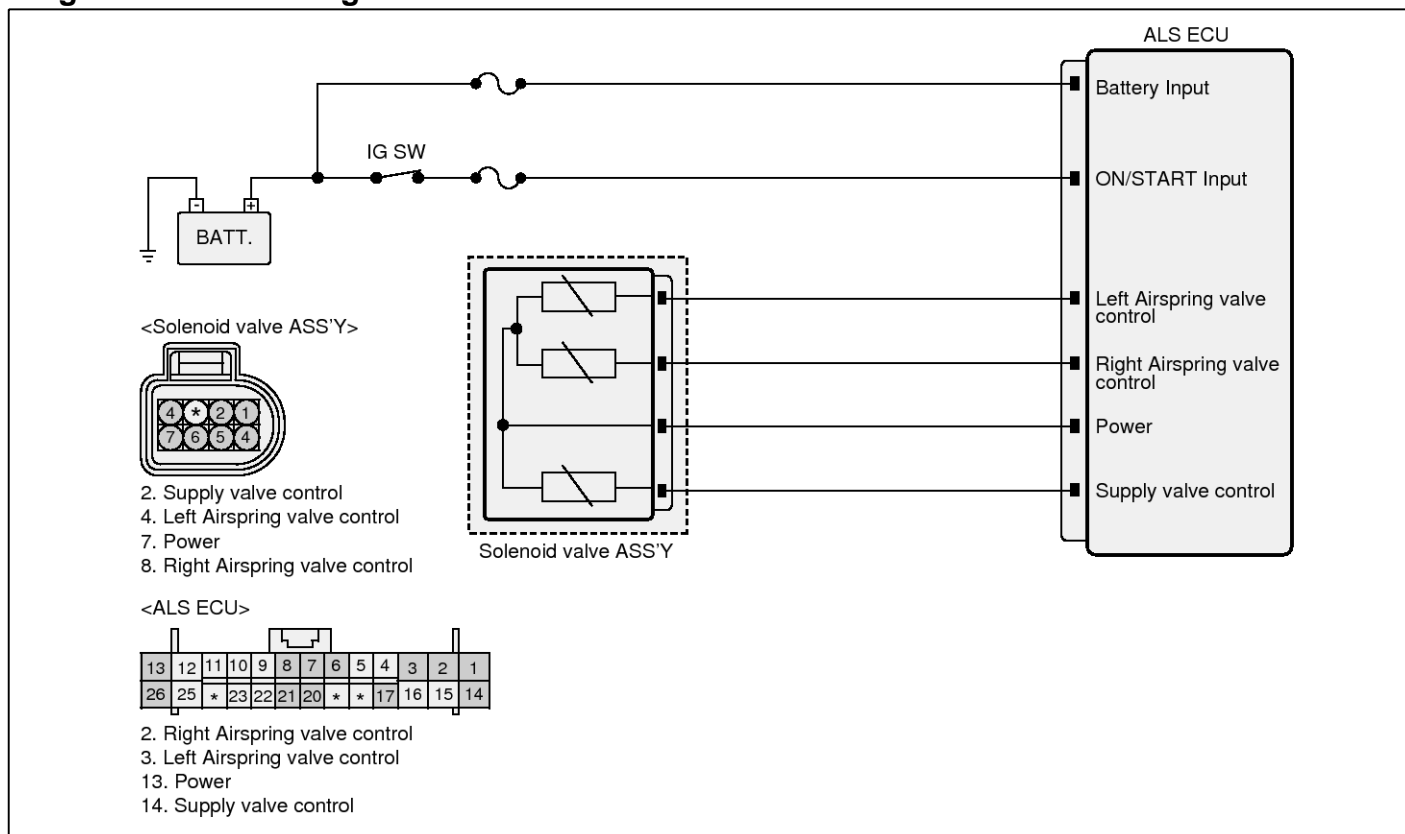 ALS ECU
Battery Input
IG SW
ON/START Input
- +
BATT.
Left Airspring valve
control
Right Airspring valve
control
Power
Supply valve control
Solenoid valve ASS'Y
<Solenoid valve ASS'Y>
4 * 2 1
7 6 5 4
2. Supply valve control
4. Left Airspring valve control
7. Power
8. Right Airspring valve control
<ALS ECU>
13 12 11 10 9 8 7 6 5 4 3 2 1
26 25 * 23 22 21 20 * * 17 16 15 14
2. Right Airspring valve control
3. Left Airspring valve control
13. Power
14. Supply valve control